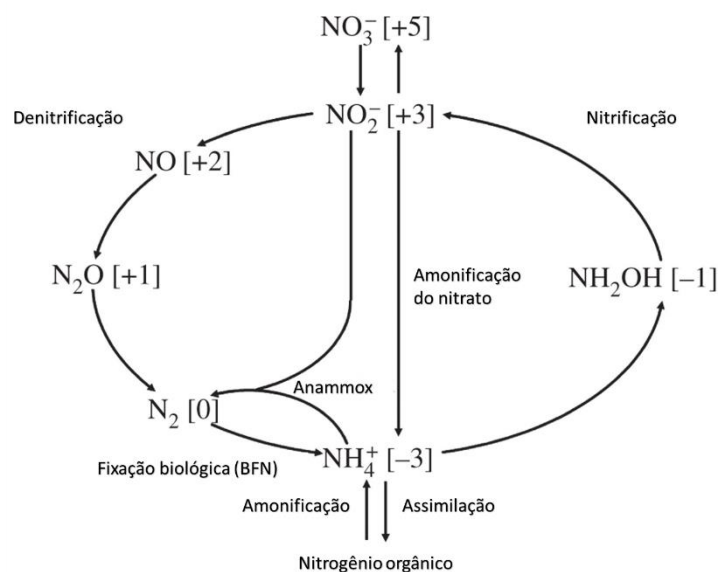 NO₃⁻ [+5]
Denitrificação
NO₂⁻ [+3]
Nitrificação
NO [+2]
N₂O [+1]
Amonificação
do nitrato
NH₂OH [−1]
Anammox
N₂ [0]
Fixação biológica (BFN)
NH₄⁺ [−3]
Amonificação
Assimilação
Nitrogênio orgânico